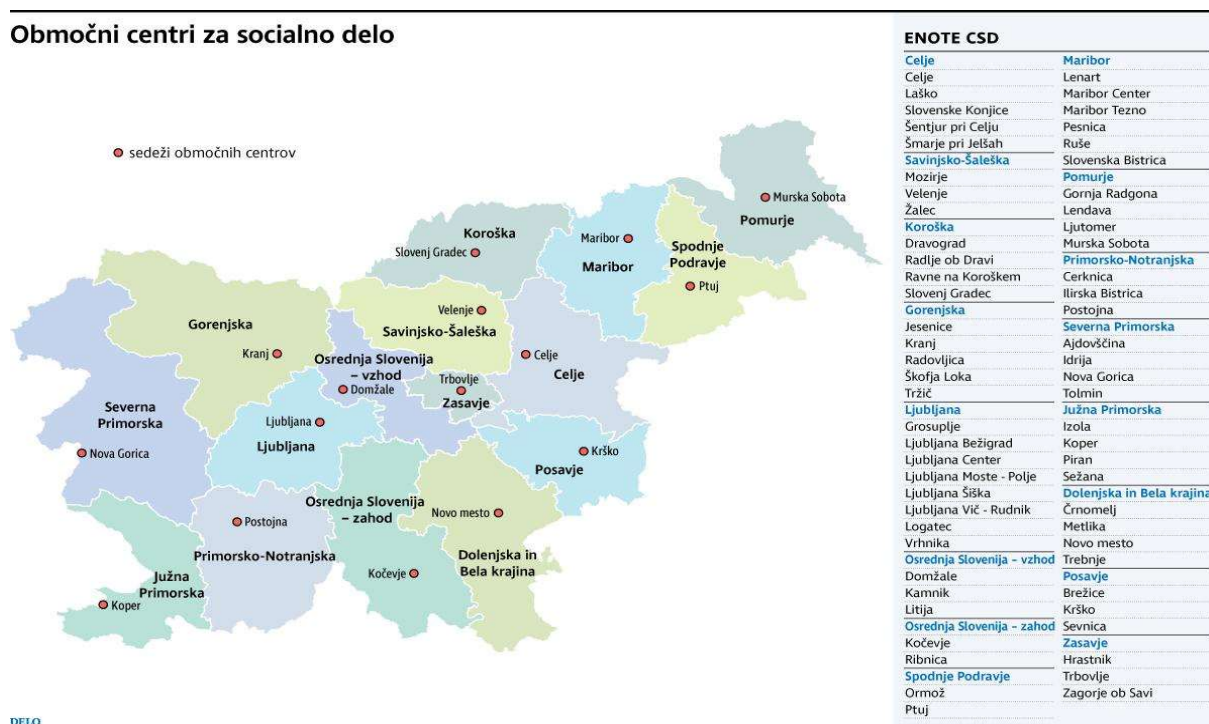 Območni centri za socialno delo
sedeži območnih centrov
Murska Sobota
Pomurje
Koroška
Slovenj Gradec
Maribor
Maribor
Spodnje
Podravje
Ptuj
Velenje
Savinjsko-Šaleška
Gorenjska
Kranj
Osrednja Slovenija
– vzhod
Domžale
Celje
Celje
Trbovlje
Zasavje
Severna
Primorska
Nova Gorica
Ljubljana
Ljubljana
Krško
Posavje
Osrednja Slovenija
– zahod
Kočevje
Novo mesto
Dolenjska in
Bela krajina
Postojna
Primorsko-Notranjska
Južna
Primorska
Koper
DELO
ENOTE CSD
Celje
Celje
Laško
Slovenske Konjice
Šentjur pri Celju
Šmarje pri Jelšah
Savinjsko-Šaleška
Mozirje
Velenje
Žalec
Koroška
Dravograd
Radlje ob Dravi
Ravne na Koroškem
Slovenj Gradec
Gorenjska
Jesenice
Kranj
Radovljica
Škofja Loka
Tržič
Ljubljana
Grosuplje
Ljubljana Bežigrad
Ljubljana Center
Ljubljana Moste - Polje
Ljubljana Šiška
Ljubljana Vič - Rudnik
Logatec
Vrhnika
Osrednja Slovenija – vzhod
Domžale
Kamnik
Litija
Osrednja Slovenija – zahod
Kočevje
Ribnica
Spodnje Podravje
Ormož
Ptuj
Maribor
Lenart
Maribor Center
Maribor Tezno
Pesnica
Ruše
Slovenska Bistrica
Pomurje
Gornja Radgona
Lendava
Ljutomer
Murska Sobota
Primorsko-Notranjska
Cerknica
Ilirska Bistrica
Postojna
Severna Primorska
Ajdovščina
Idrija
Nova Gorica
Tolmin
Južna Primorska
Izola
Koper
Piran
Sežana
Dolenjska in Bela krajina
Črnomelj
Metlika
Novo mesto
Trebnje
Posavje
Brežice
Krško
Sevnica
Zasavje
Hrastnik
Trbovlje
Zagorje ob Savi